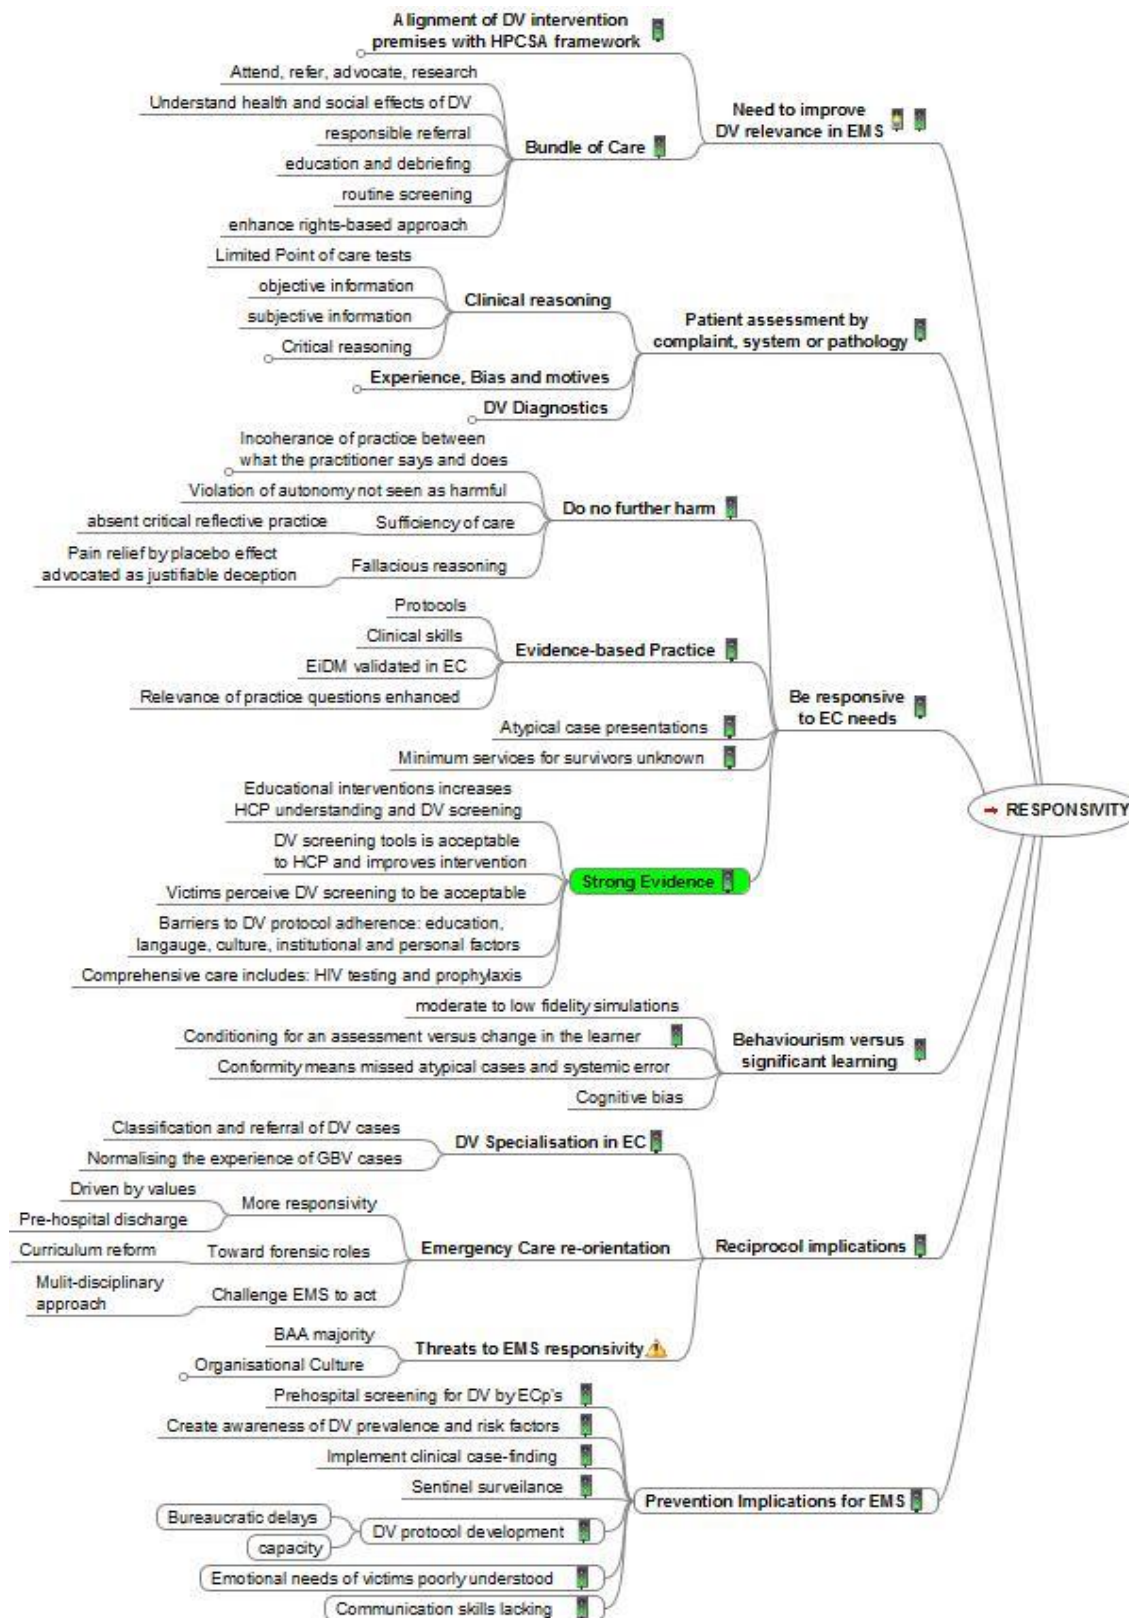 Alignment of DV intervention
premises with HPCSA framework
Attend, refer, advocate, research
Understand health and social effects of DV
responsible referral
education and debriefing
routine screening
enhance rights-based approach
Bundle of Care
Need to improve
DV relevance in EMS
Limited Point of care tests
objective information
subjective information
Critical reasoning
Clinical reasoning
Experience, Bias and motives
DV Diagnostics
Patient assessment by
complaint, system or pathology
Incoherance of practice between
what the practitioner says and does
Violation of autonomy not seen as harmful
absent critical reflective practice
Sufficiency of care
Pain relief by placebo effect
advocated as justifiable deception
Fallacious reasoning
Do no further harm
Protocols
Clinical skills
EiDM validated in EC
Relevance of practice questions enhanced
Evidence-based Practice
Atypical case presentations
Minimum services for survivors unknown
Be responsive
to EC needs
Educational interventions increases
HCP understanding and DV screening
DV screening tools is acceptable
to HCP and improves intervention
Victims perceive DV screening to be acceptable
Barriers to DV protocol adherence: education,
langauge, culture, institutional and personal factors
Comprehensive care includes: HIV testing and prophylaxis
Strong Evidence
RESPONSIVITY
moderate to low fidelity simulations
Conditioning for an assessment versus change in the learner
Conformity means missed atypical cases and systemic error
Cognitive bias
Behaviourism versus
significant learning
Classification and referral of DV cases
Normalising the experience of GBV cases
DV Specialisation in EC
Driven by values
Pre-hospital discharge
More responsivity
Curriculum reform
Toward forensic roles
Mulit-disciplinary
approach
Challenge EMS to act
Emergency Care re-orientation
Reciprocol implications
BAA majority
Organisational Culture
Threats to EMS responsivity
Prehospital screening for DV by ECp's
Create awareness of DV prevalence and risk factors
Implement clinical case-finding
Sentinel surveilance
Bureaucratic delays
capacity
DV protocol development
Emotional needs of victims poorly understood
Communication skills lacking
Prevention Implications for EMS